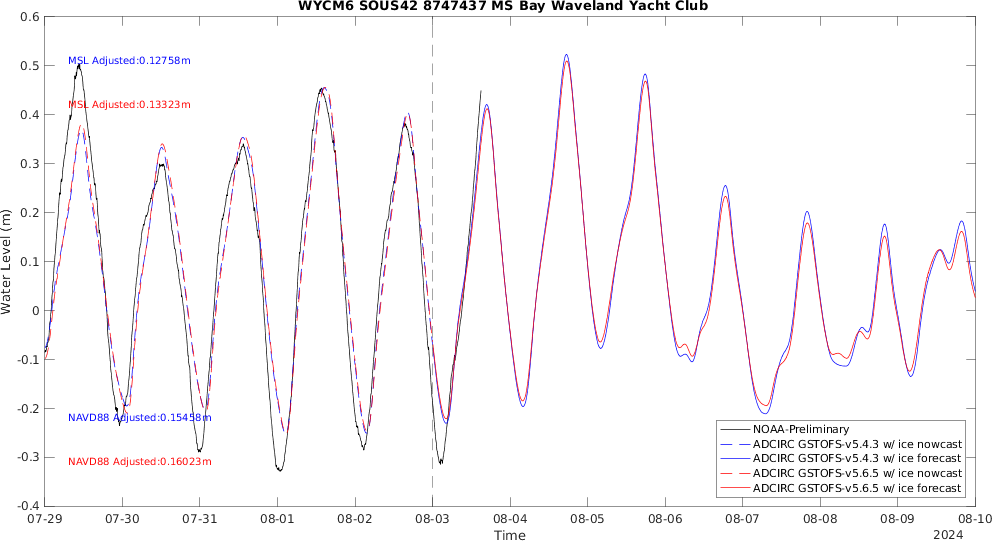 WYCM6 SOUS42 8747437 MS Bay Waveland Yacht Club
Water Level (m)
0.6
0.5
0.4
0.3
0.2
0.1
0
-0.1
-0.2
-0.3
-0.4
MSL Adjusted:0.12758m
MSL Adjusted:0.13323m
NAVD88 Adjusted:0.15458m
NAVD88 Adjusted:0.16023m
NOAA-Preliminary
ADCIRC GSTOFS-v5.4.3 w/ ice nowcast
ADCIRC GSTOFS-v5.4.3 w/ ice forecast
ADCIRC GSTOFS-v5.6.5 w/ ice nowcast
ADCIRC GSTOFS-v5.6.5 w/ ice forecast
07-29 07-30 07-31 08-01 08-02 08-03 08-04 08-05 08-06 08-07 08-08 08-09 08-10
Time
2024